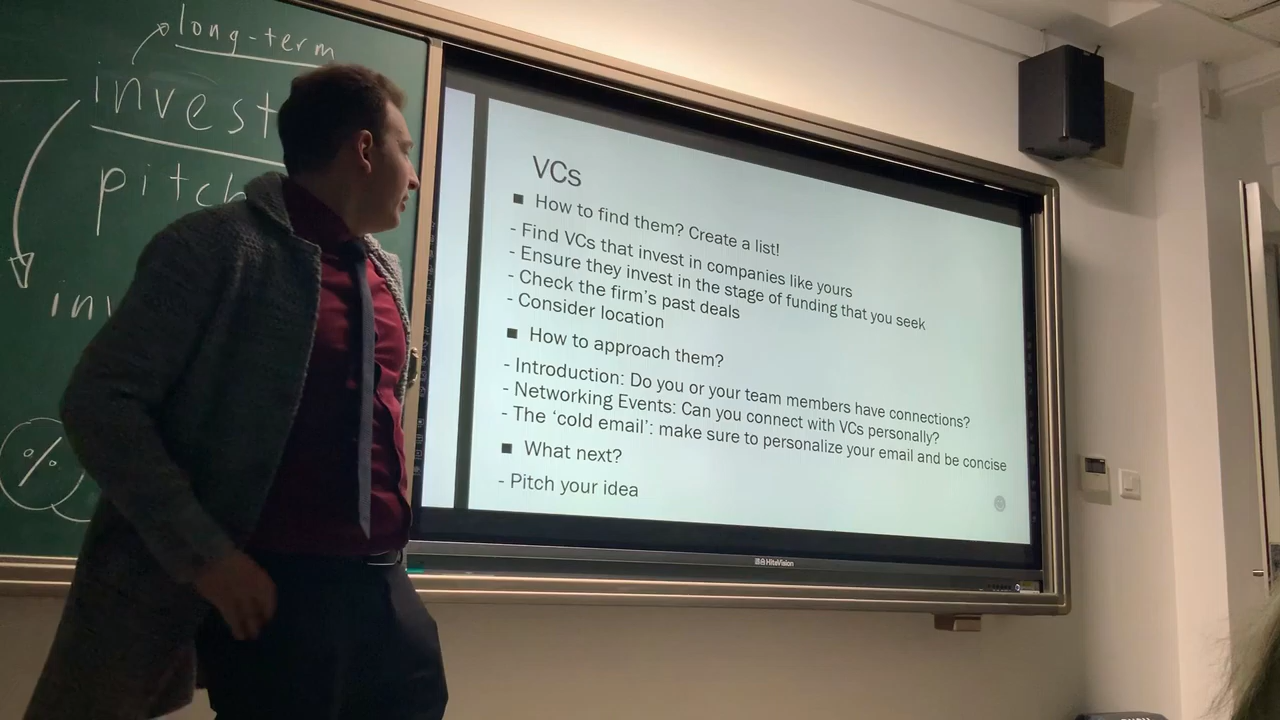 long-term
invest
pitch
%
VCs
■ How to find them? Create a list!
- Find VCs that invest in companies like yours
- Ensure they invest in the stage of funding that you seek
- Check the firm's past deals
- Consider location
■ How to approach them?
- Introduction: Do you or your team members have connections?
- Networking Events: Can you connect with VCs personally?
- The 'cold email': make sure to personalize your email and be concise
■ What next?
- Pitch your idea
HiteVision